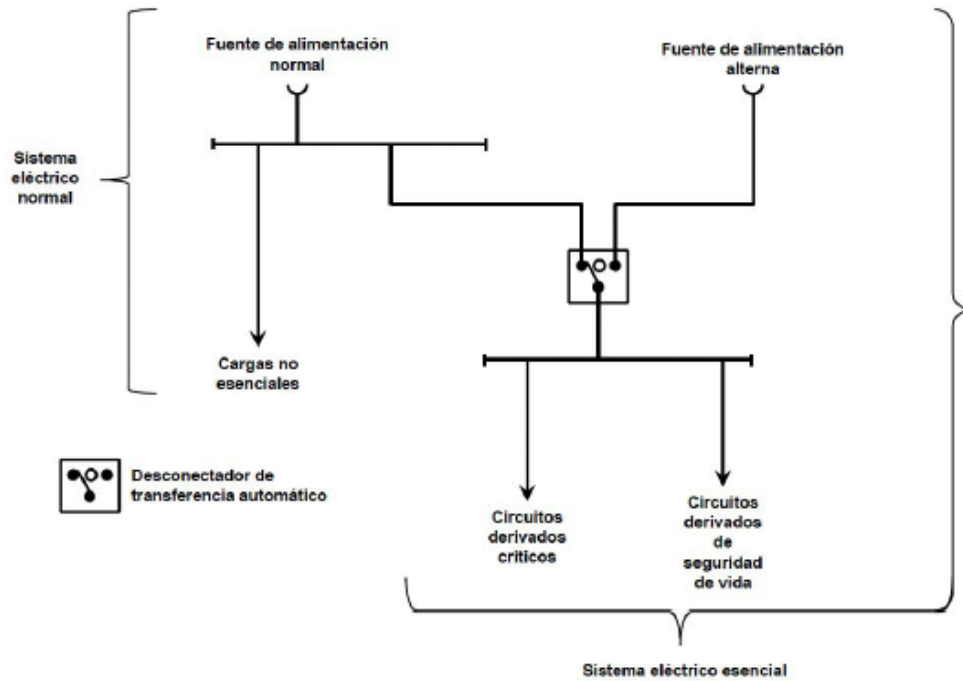 Fuente de alimentación
normal
Fuente de alimentación
alterna
Sistema
eléctrico
normal
Cargas no
esenciales
Desconectador de
transferencia automático
Circuitos
derivados
críticos
Circuitos
derivados
de
seguridad
de vida
Sistema eléctrico esencial